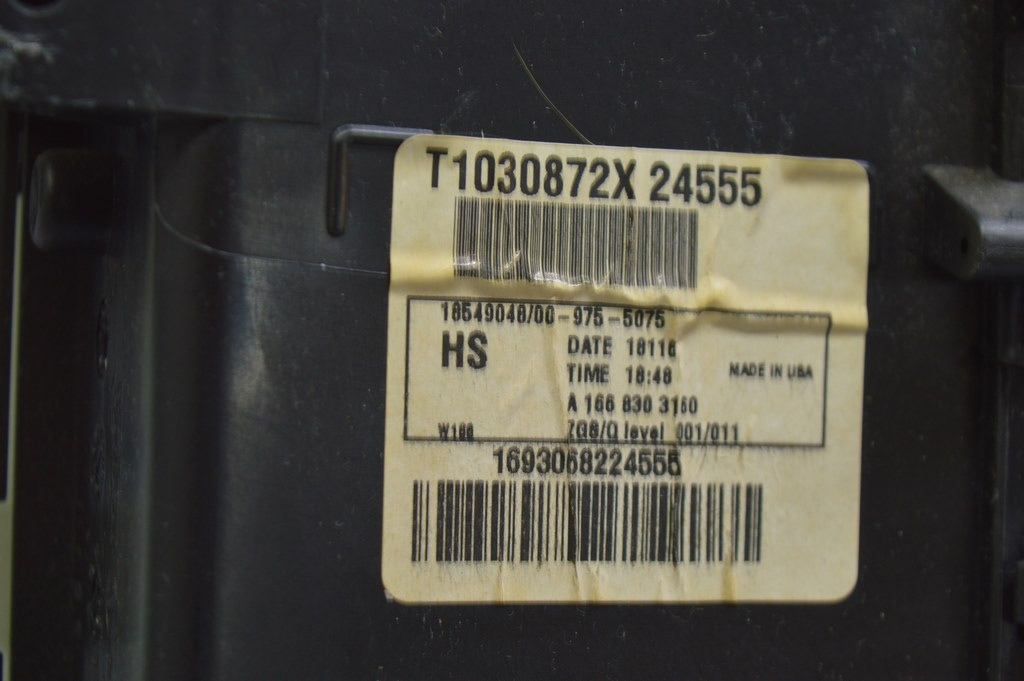 T1030872X 24555
18549048/00-975-5075
HS
DATE 18116
TIME 18:48
MADE IN USA
A 166 830 3160
W166
ZGS/Q level 001/011
1693068224555